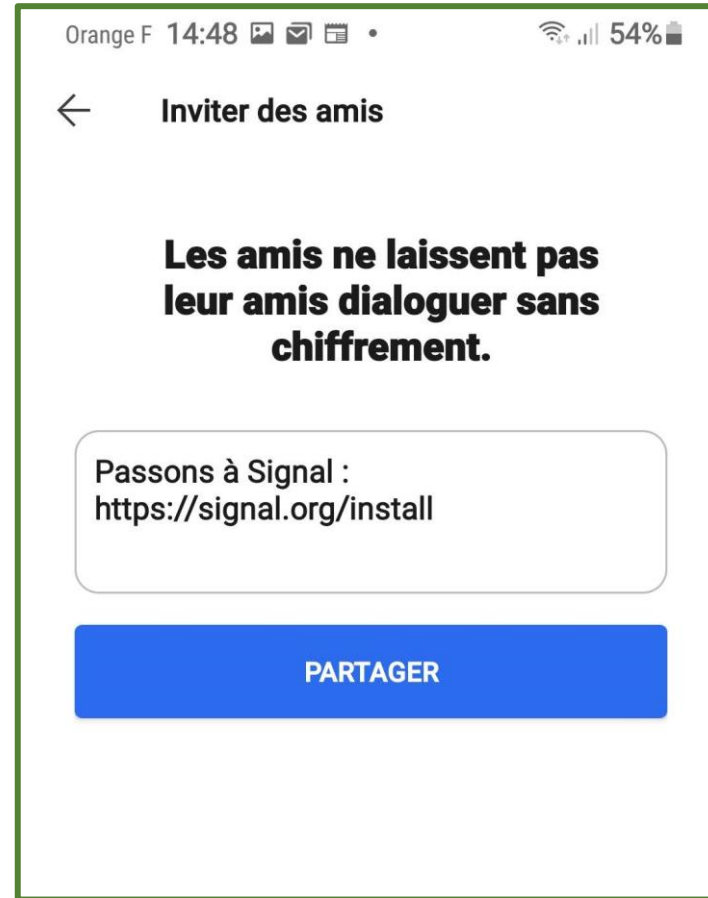 Orange F 14:48 • 54%
Inviter des amis
Les amis ne laissent pas
leur amis dialoguer sans
chiffrement.
Passons à Signal :
https://signal.org/install
PARTAGER